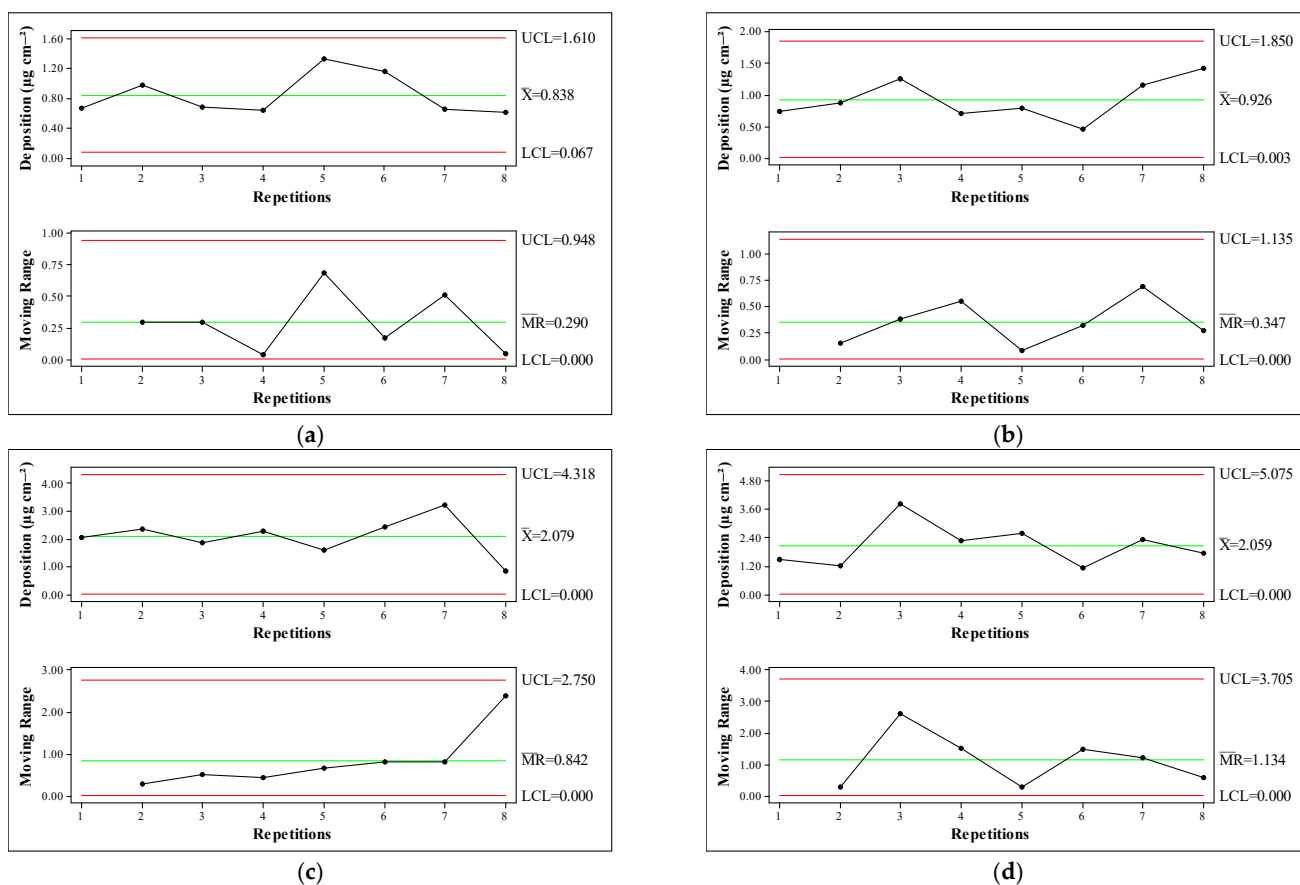 Deposition (µg cm⁻²)
1.60
1.20
0.80
0.40
0.00
UCL=1.610
X̅=0.838
LCL=0.067
1 2 3 4 5 6 7 8
Repetitions
Moving Range
1.00
0.75
0.50
0.25
0.00
UCL=0.948
M̅R̅=0.290
LCL=0.000
1 2 3 4 5 6 7 8
Repetitions
(a)
Deposition (µg cm⁻²)
2.00
1.50
1.00
0.50
0.00
UCL=1.850
X̅=0.926
LCL=0.003
1 2 3 4 5 6 7 8
Repetitions
Moving Range
1.00
0.75
0.50
0.25
0.00
UCL=1.135
M̅R̅=0.347
LCL=0.000
1 2 3 4 5 6 7 8
Repetitions
(b)
Deposition (µg cm⁻²)
4.00
3.00
2.00
1.00
0.00
UCL=4.318
X̅=2.079
LCL=0.000
1 2 3 4 5 6 7 8
Repetitions
Moving Range
3.00
2.00
1.00
0.00
UCL=2.750
M̅R̅=0.842
LCL=0.000
1 2 3 4 5 6 7 8
Repetitions
(c)
Deposition (µg cm⁻²)
4.80
3.60
2.40
1.20
0.00
UCL=5.075
X̅=2.059
LCL=0.000
1 2 3 4 5 6 7 8
Repetitions
Moving Range
4.00
3.00
2.00
1.00
0.00
UCL=3.705
M̅R̅=1.134
LCL=0.000
1 2 3 4 5 6 7 8
Repetitions
(d)